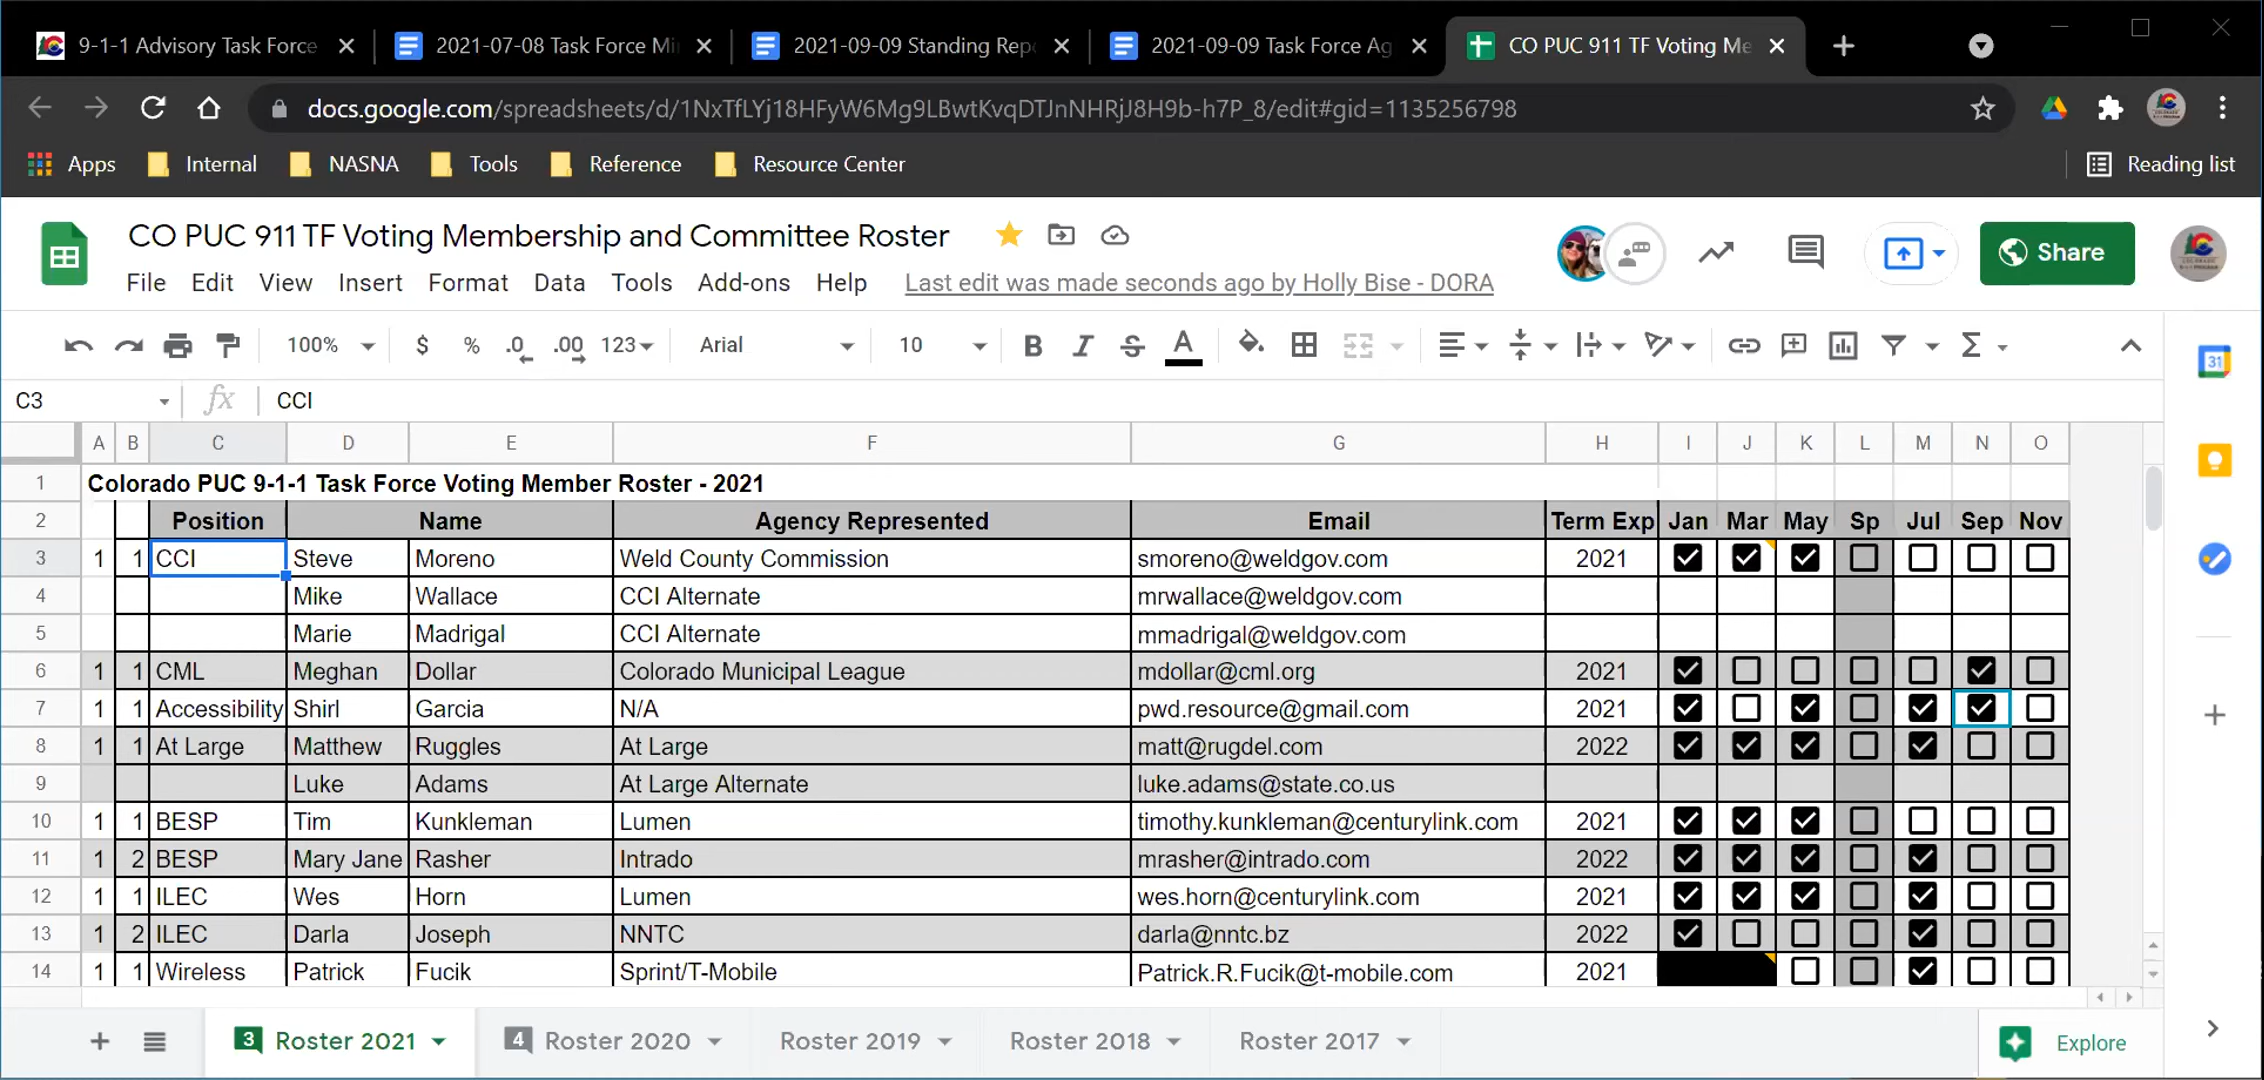 9-1-1 Advisory Task Force
2021-07-08 Task Force Mi
2021-09-09 Standing Rep
2021-09-09 Task Force Ag
CO PUC 911 TF Voting Me
docs.google.com/spreadsheets/d/1NxTfLYj18HFyW6Mg9LBwtKvqDTJnNHRjJ8H9b-h7P_8/edit#gid=1135256798
Apps Internal NASNA Tools Reference Resource Center Reading list
CO PUC 911 TF Voting Membership and Committee Roster
Share
File Edit View Insert Format Data Tools Add-ons Help Last edit was made seconds ago by Holly Bise - DORA
100% $ % .0 .00 123 Arial 10 B I S A Σ
31
C3 fx CCI
A B C D E F G H I J K L M N O
1 Colorado PUC 9-1-1 Task Force Voting Member Roster - 2021
2 Position Name Agency Represented Email Term Exp Jan Mar May Sp Jul Sep Nov
3 1 1 CCI Steve Moreno Weld County Commission smoreno@weldgov.com 2021
4 Mike Wallace CCI Alternate mrwallace@weldgov.com
5 Marie Madrigal CCI Alternate mmadrigal@weldgov.com
6 1 1 CML Meghan Dollar Colorado Municipal League mdollar@cml.org 2021
7 1 1 Accessibility Shirl Garcia N/A pwd.resource@gmail.com 2021
8 1 1 At Large Matthew Ruggles At Large matt@rugdel.com 2022
9 Luke Adams At Large Alternate luke.adams@state.co.us
10 1 1 BESP Tim Kunkleman Lumen timothy.kunkleman@centurylink.com 2021
11 1 2 BESP Mary Jane Rasher Intrado mrasher@intrado.com 2022
12 1 1 ILEC Wes Horn Lumen wes.horn@centurylink.com 2021
13 1 2 ILEC Darla Joseph NNTC darla@nntc.bz 2022
14 1 1 Wireless Patrick Fucik Sprint/T-Mobile Patrick.R.Fucik@t-mobile.com 2021
3 Roster 2021 4 Roster 2020 Roster 2019 Roster 2018 Roster 2017 Explore